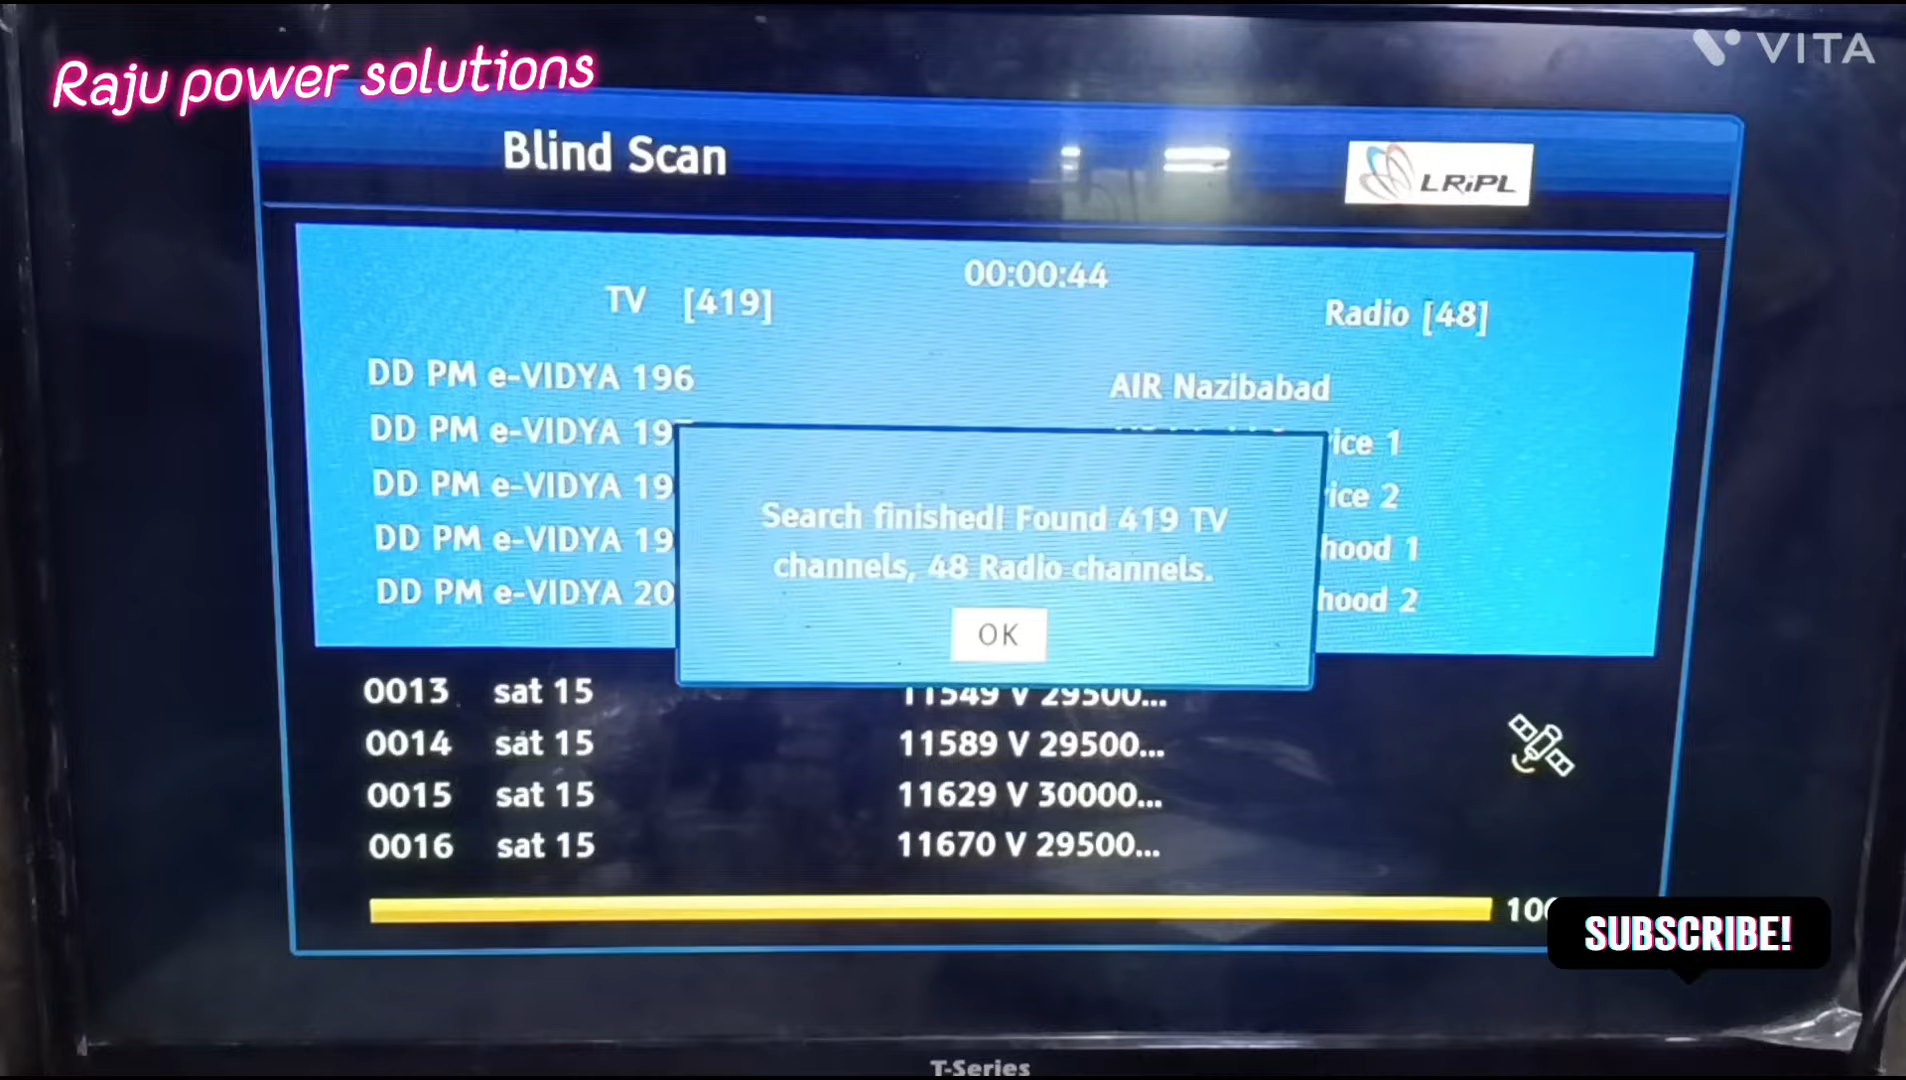 Raju power solutions
VITA
Blind Scan
LRiPL
00:00:44
TV [419]
Radio [48]
DD PM e-VIDYA 196
AIR Nazibabad
DD PM e-VIDYA 19
ice 1
DD PM e-VIDYA 19
ice 2
DD PM e-VIDYA 19
hood 1
DD PM e-VIDYA 20
hood 2
Search finished! Found 419 TV
channels, 48 Radio channels.
OK
0013 sat 15 11549 V 29500...
0014 sat 15 11589 V 29500...
0015 sat 15 11629 V 30000...
0016 sat 15 11670 V 29500...
100
SUBSCRIBE!
T-Series